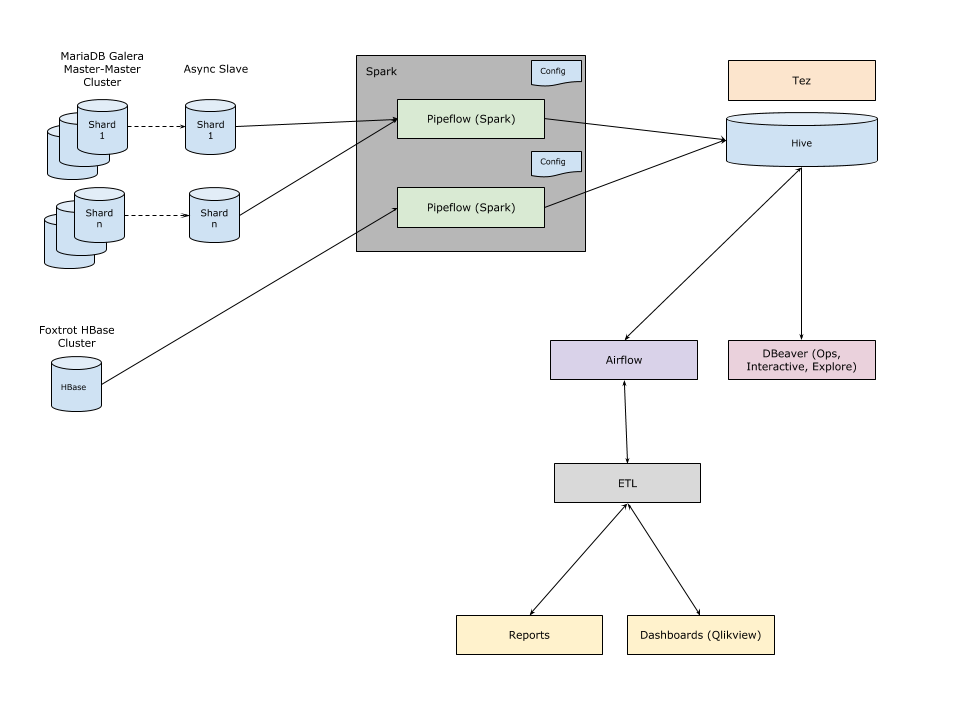 MariaDB Galera
Master-Master
Cluster
Async Slave
Shard
1
Shard
1
Shard
n
Shard
n
Foxtrot HBase
Cluster
HBase
Spark
Config
Pipeflow (Spark)
Config
Pipeflow (Spark)
Tez
Hive
Airflow
DBeaver (Ops,
Interactive, Explore)
ETL
Reports
Dashboards (Qlikview)